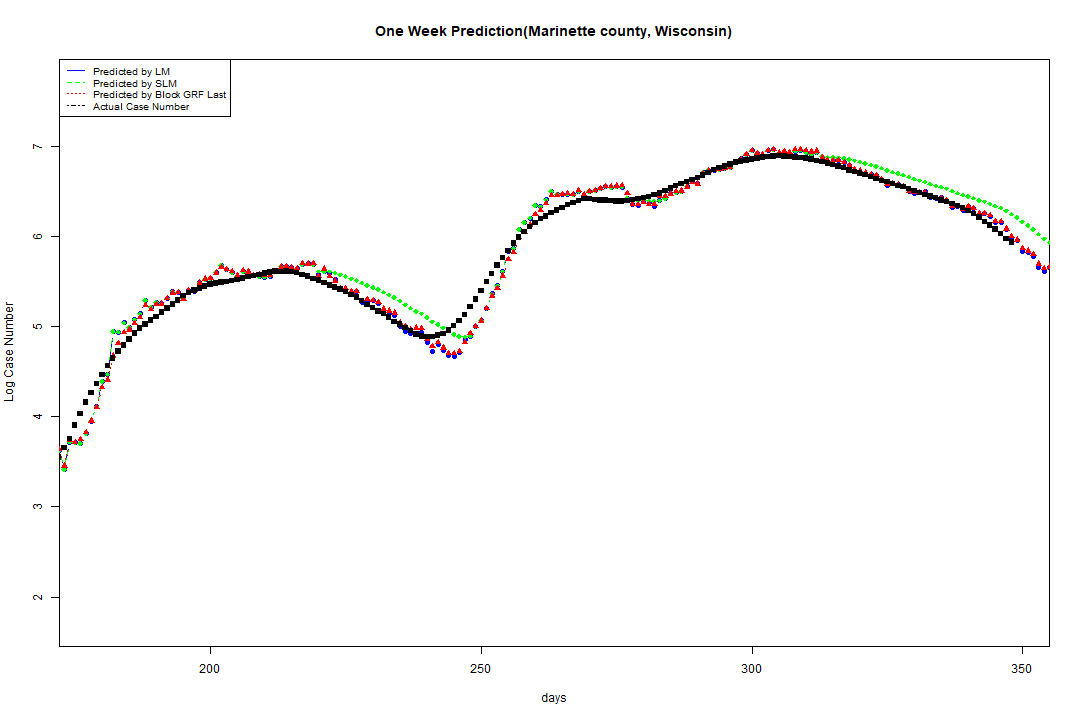 One Week Prediction(Marinette county, Wisconsin)
Predicted by LM
Predicted by SLM
Predicted by Block GRF Last
Actual Case Number
7
6
5
4
3
2
Log Case Number
200
250
300
350
days